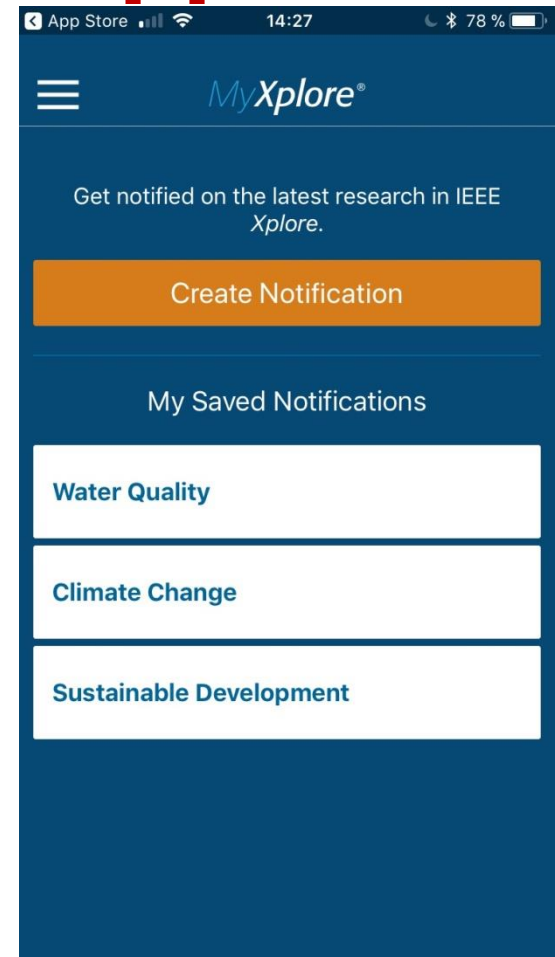 App Store 14:27 78 %
MyXplore®
Get notified on the latest research in IEEE
Xplore.
Create Notification
My Saved Notifications
Water Quality
Climate Change
Sustainable Development